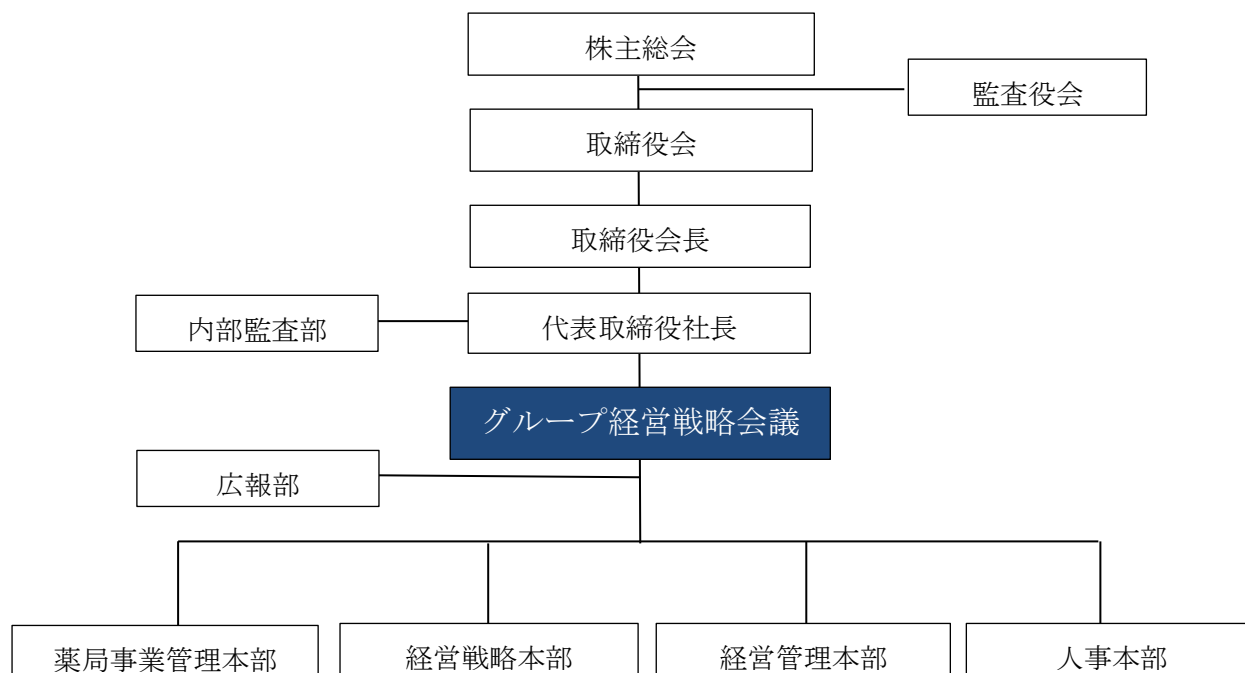 株主総会
監査役会
取締役会
取締役会長
内部監査部
代表取締役社長
グループ経営戦略会議
広報部
薬局事業管理本部
経営戦略本部
経営管理本部
人事本部